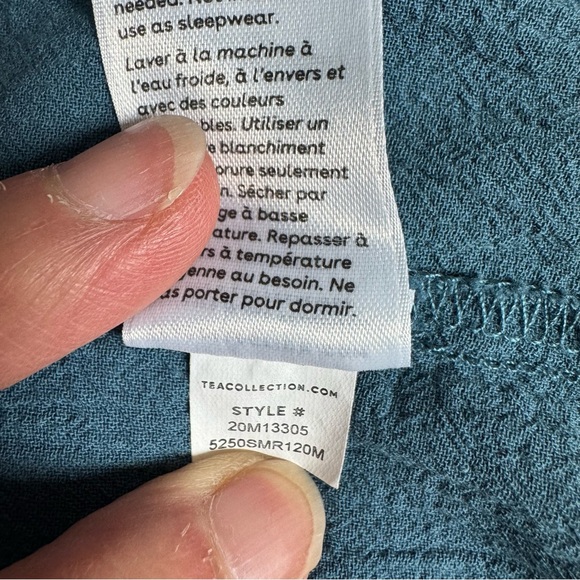 use as sleepwear.
Laver à la machine à
l'eau froide, à l'envers et
avec des couleurs
Utiliser un
blanchiment
seulement
Sécher par
à basse
Repasser à
à température
au besoin. Ne
porter pour dormir.
TEACOLLECTION.COM
STYLE #
20M13305
5250SMR120M